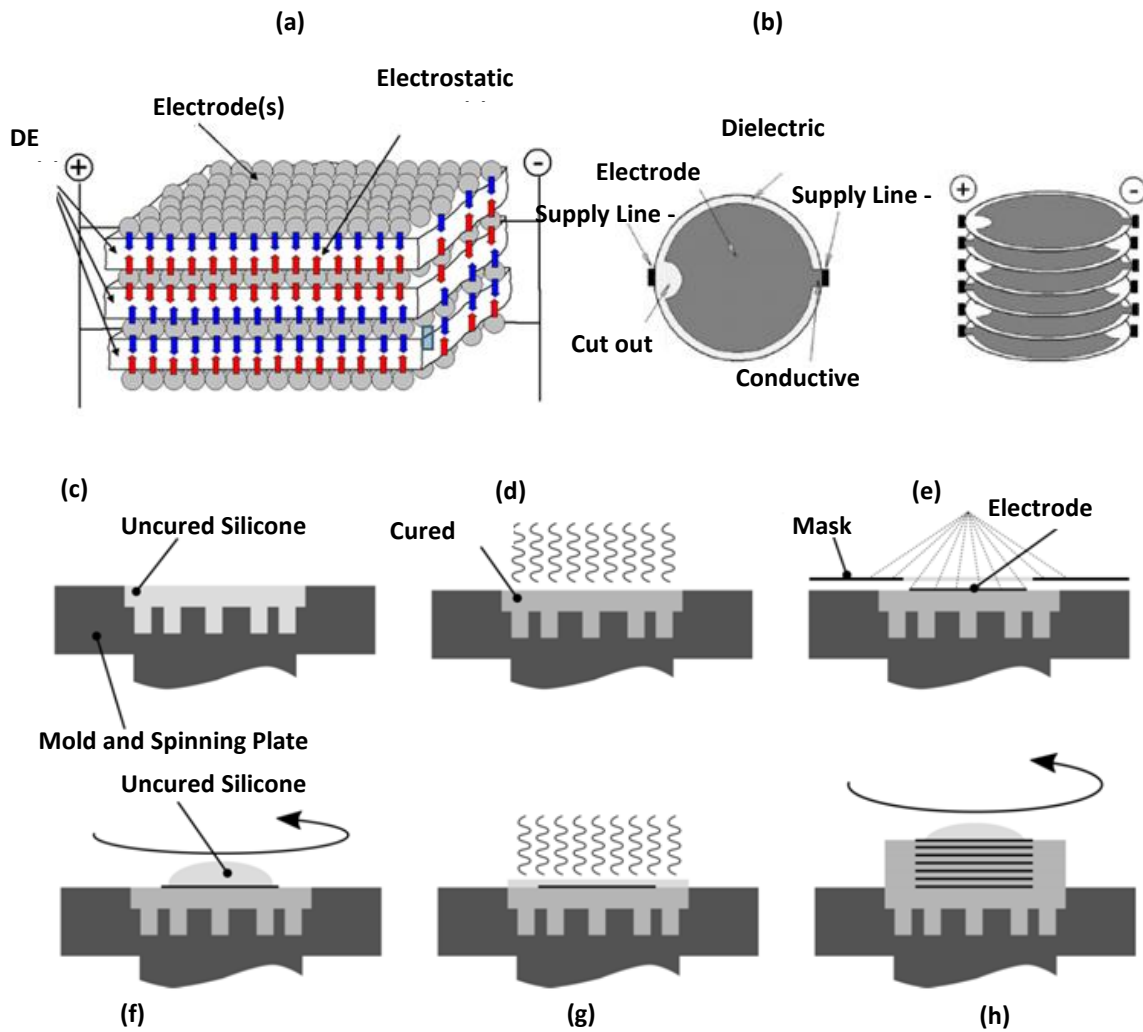 (a)
(b)
Electrostatic
Electrode(s)
DE
+
-
Dielectric
Electrode
Supply Line -
Supply Line -
Cut out
Conductive
+
-
(c)
(d)
(e)
Uncured Silicone
Cured
Electrode
Mask
Mold and Spinning Plate
Uncured Silicone
(f)
(g)
(h)